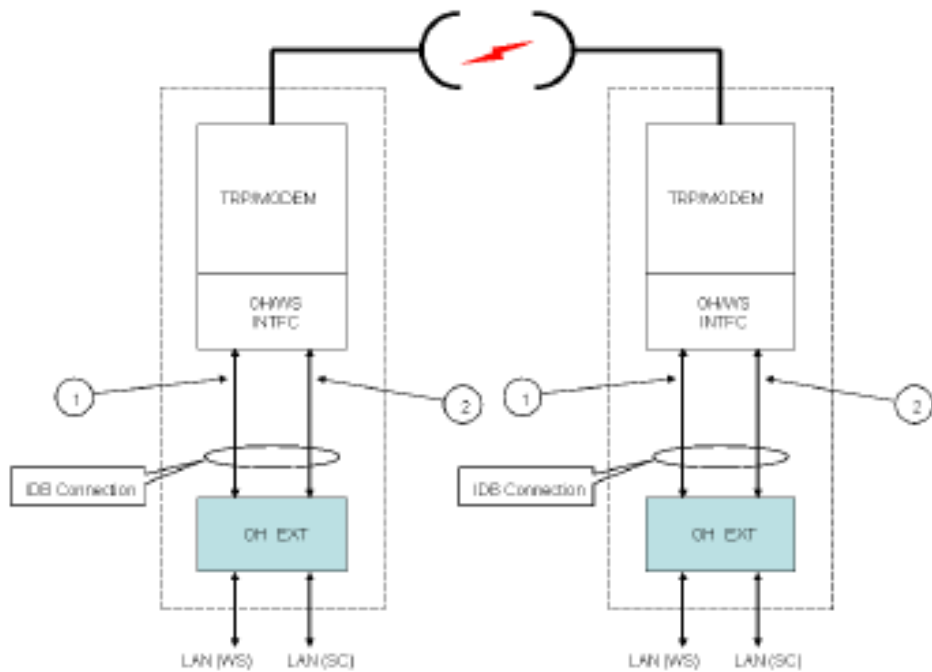 TRP/MODEM
OH/WS
INTFC
1
2
IDB Connection
OH EXT
LAN (WS) LAN (SC)
TRP/MODEM
OH/WS
INTFC
1
2
IDB Connection
OH EXT
LAN (WS) LAN (SC)